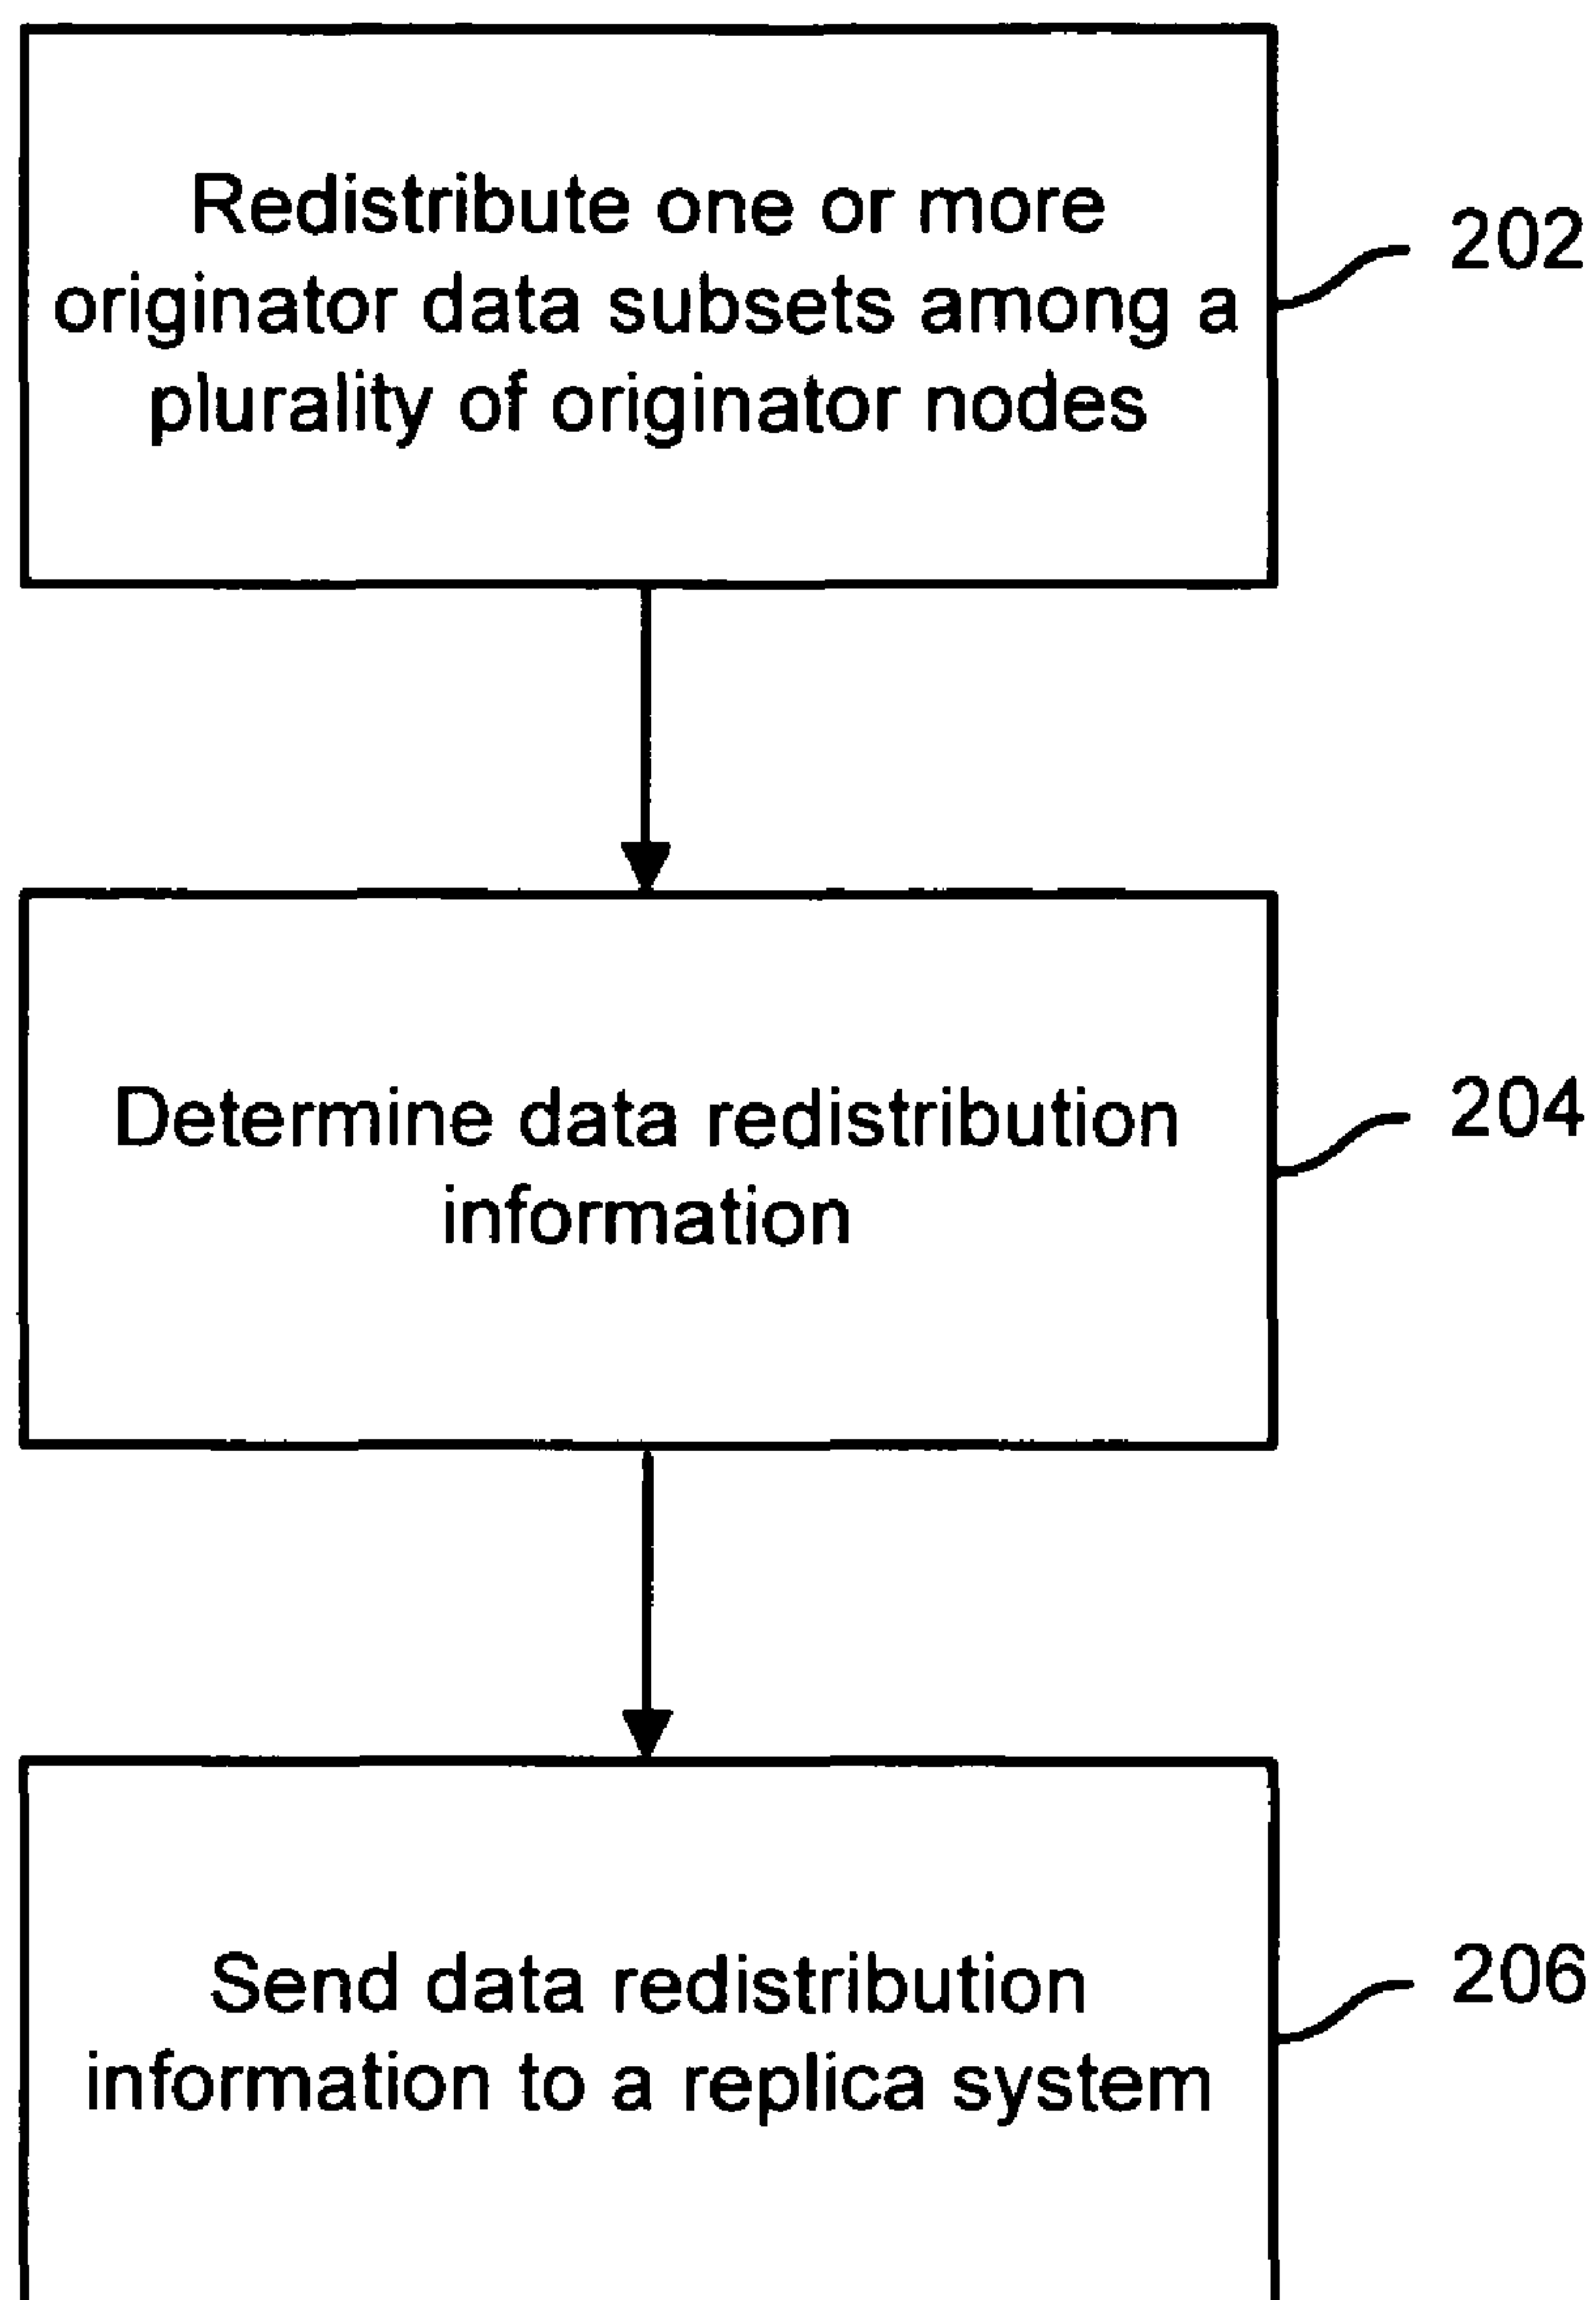 Redistribute one or more
originator data subsets among a
plurality of originator nodes
202
Determine data redistribution
information
204
Send data redistribution
information to a replica system
206